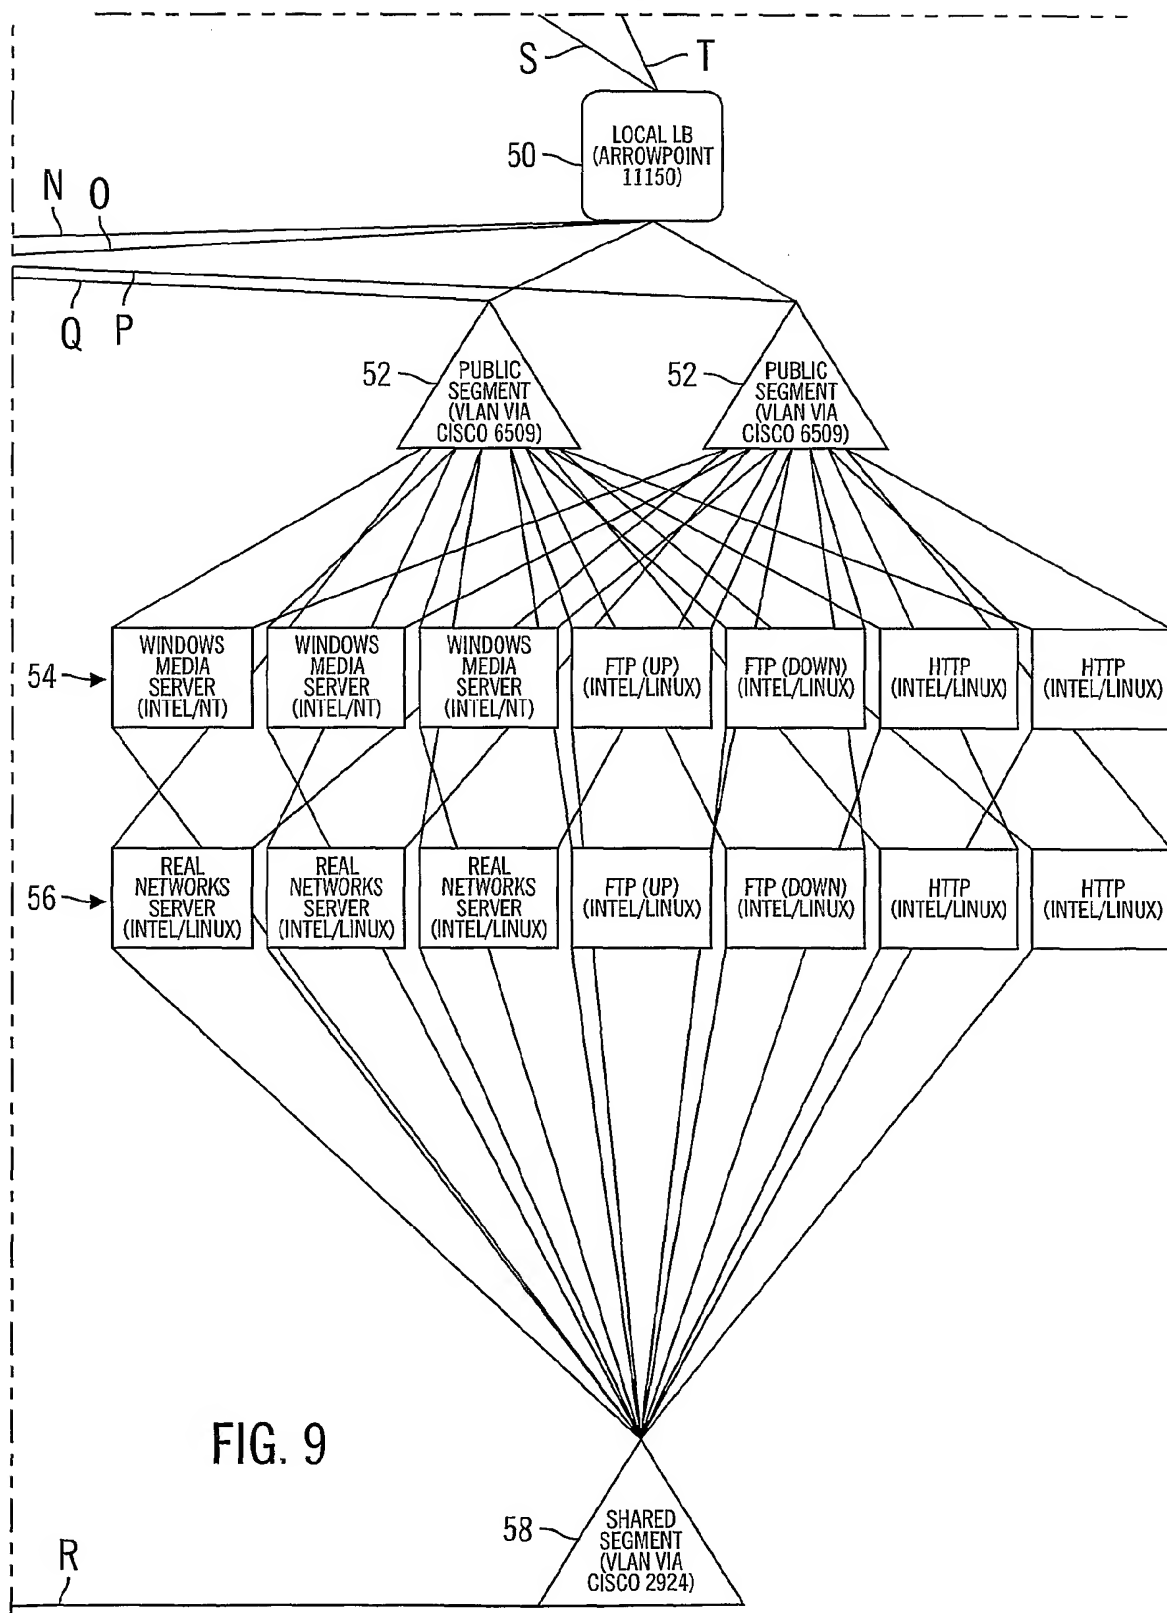 S
T
50
LOCAL LB
(ARROWPOINT
11150)
N
O
Q
P
52
PUBLIC
SEGMENT
(VLAN VIA
CISCO 6509)
52
PUBLIC
SEGMENT
(VLAN VIA
CISCO 6509)
54
WINDOWS
MEDIA
SERVER
(INTEL/NT)
WINDOWS
MEDIA
SERVER
(INTEL/NT)
WINDOWS
MEDIA
SERVER
(INTEL/NT)
FTP (UP)
(INTEL/LINUX)
FTP (DOWN)
(INTEL/LINUX)
HTTP
(INTEL/LINUX)
HTTP
(INTEL/LINUX)
56
REAL
NETWORKS
SERVER
(INTEL/LINUX)
REAL
NETWORKS
SERVER
(INTEL/LINUX)
REAL
NETWORKS
SERVER
(INTEL/LINUX)
FTP (UP)
(INTEL/LINUX)
FTP (DOWN)
(INTEL/LINUX)
HTTP
(INTEL/LINUX)
HTTP
(INTEL/LINUX)
FIG. 9
58
SHARED
SEGMENT
(VLAN VIA
CISCO 2924)
R